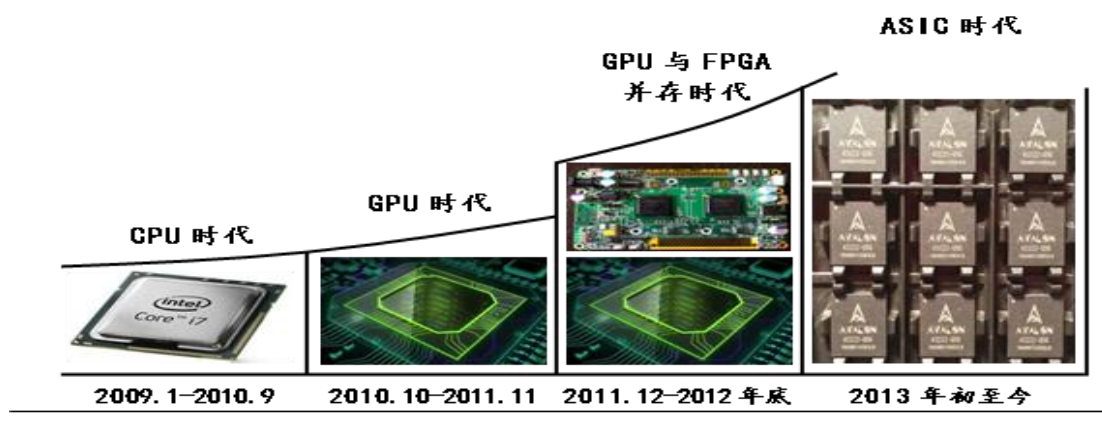 ASIC 时代
GPU 与 FPGA
并存时代
GPU 时代
CPU 时代
intel
Core™ i7
2009.1-2010.9
2010.10-2011.11
2011.12-2012 年底
2013 年初至今